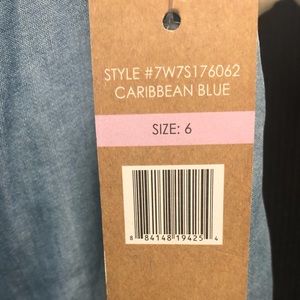 STYLE #7W7S176062
CARIBBEAN BLUE
SIZE: 6
8 84148 19425 4